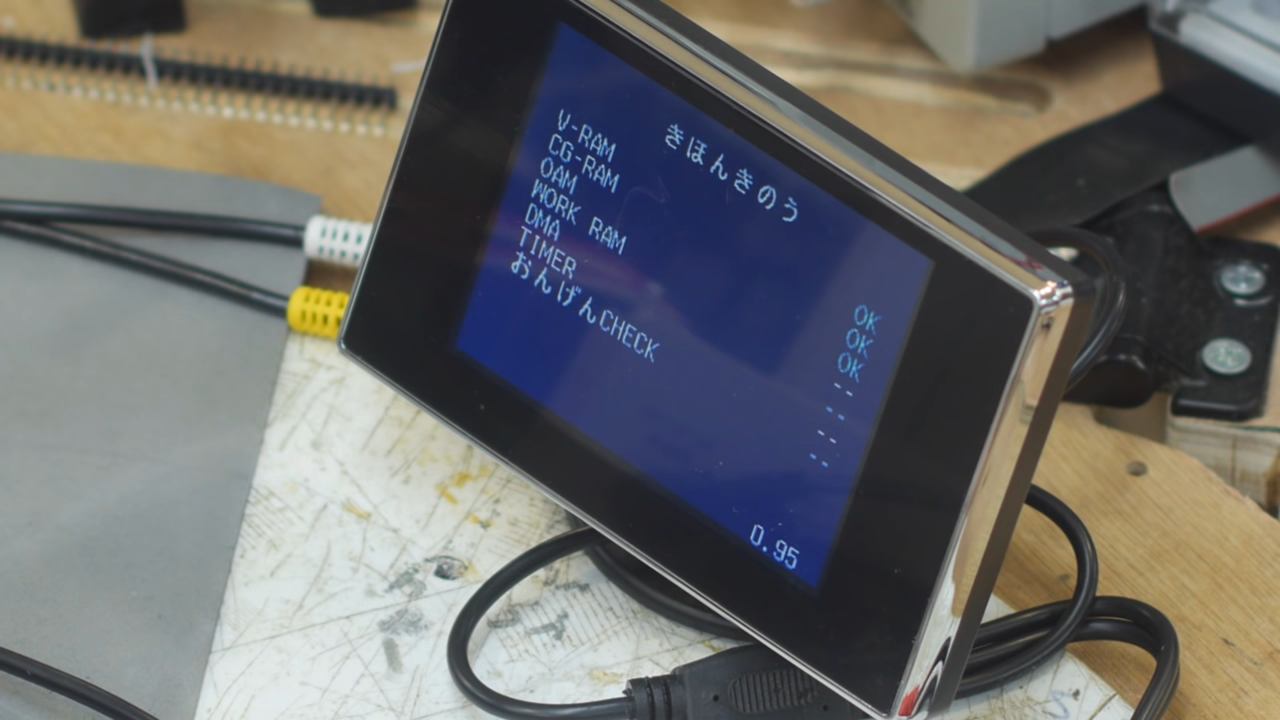 きほんきのう
V-RAM OK
CG-RAM OK
OAM OK
WORK RAM --
DMA --
TIMER --
おんげんCHECK --
0.95